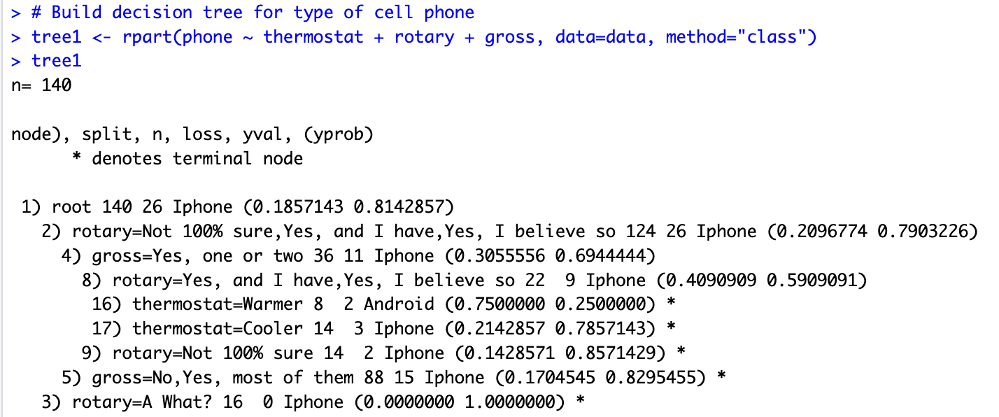 > # Build decision tree for type of cell phone
> tree1 <- rpart(phone ~ thermostat + rotary + gross, data=data, method="class")
> tree1
n= 140

node), split, n, loss, yval, (yprob)
      * denotes terminal node

 1) root 140 26 Iphone (0.1857143 0.8142857)
   2) rotary=Not 100% sure,Yes, and I have,Yes, I believe so 124 26 Iphone (0.2096774 0.7903226)
     4) gross=Yes, one or two 36 11 Iphone (0.3055556 0.6944444)
       8) rotary=Yes, and I have,Yes, I believe so 22  9 Iphone (0.4090909 0.5909091)
        16) thermostat=Warmer 8  2 Android (0.7500000 0.2500000) *
        17) thermostat=Cooler 14  3 Iphone (0.2142857 0.7857143) *
       9) rotary=Not 100% sure 14  2 Iphone (0.1428571 0.8571429) *
     5) gross=No,Yes, most of them 88 15 Iphone (0.1704545 0.8295455) *
   3) rotary=A What? 16  0 Iphone (0.0000000 1.0000000) *